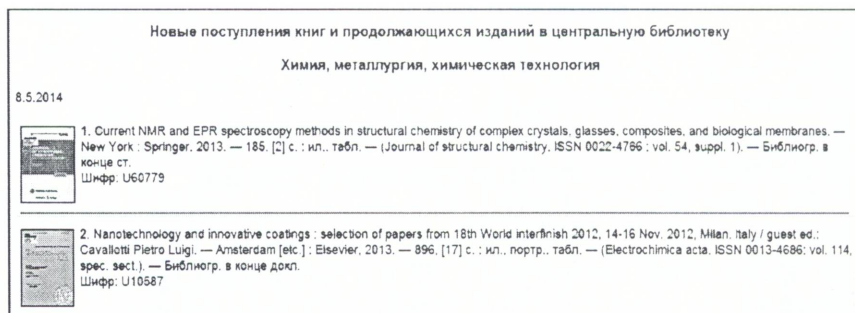 Новые поступления книг и продолжающихся изданий в центральную библиотеку
Химия, металлургия, химическая технология
8.5.2014
1. Current NMR and EPR spectroscopy methods in structural chemistry of complex crystals, glasses, composites, and biological membranes. —
New York : Springer, 2013. — 185, [2] с. : ил., табл. — (Journal of structural chemistry, ISSN 0022-4766 ; vol. 54, suppl. 1). — Библиогр. в
конце ст.
Шифр: U60779
2. Nanotechnology and innovative coatings : selection of papers from 18th World interfinish 2012, 14-16 Nov. 2012, Milan, Italy / guest ed.:
Cavallotti Pietro Luigi. — Amsterdam [etc.] : Elsevier, 2013. — 896, [17] с. : ил., портр., табл. — (Electrochimica acta, ISSN 0013-4686; vol. 114,
spec. sect.). — Библиогр. в конце докл.
Шифр: U10587